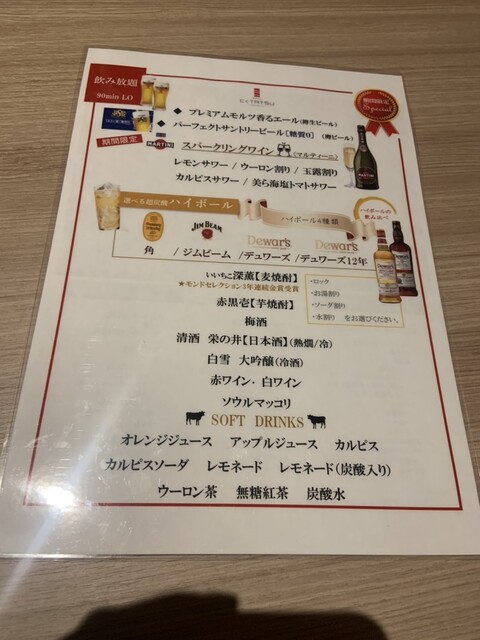 飲み放題
90min LO
期間限定
Special
◆ プレミアムモルツ香るエール(樽生ビール)
◆ パーフェクトサントリービール【糖質0】(樽ビール)
期間限定
MARTINI
スパークリングワイン (マルティーニ)
レモンサワー / ウーロン割り / 玉露割り
カルピスサワー / 美ら海塩トマトサワー
選べる超炭酸ハイボール
ハイボール4種類
ハイボールの飲み比べ
JIM BEAM
Dewar's
Dewar's
角 / ジムビーム / デュワーズ / デュワーズ12年
いいちこ深薫【麦焼酎】
★モンドセレクション3年連続金賞受賞
赤黒壱【芋焼酎】
・ロック
・お湯割り
・ソーダ割り
・水割り をお選びください。
梅酒
清酒 栄の井【日本酒】(熱燗/冷)
白雪 大吟醸(冷酒)
赤ワイン・白ワイン
ソウルマッコリ
SOFT DRINKS
オレンジジュース アップルジュース カルピス
カルピスソーダ レモネード レモネード(炭酸入り)
ウーロン茶 無糖紅茶 炭酸水